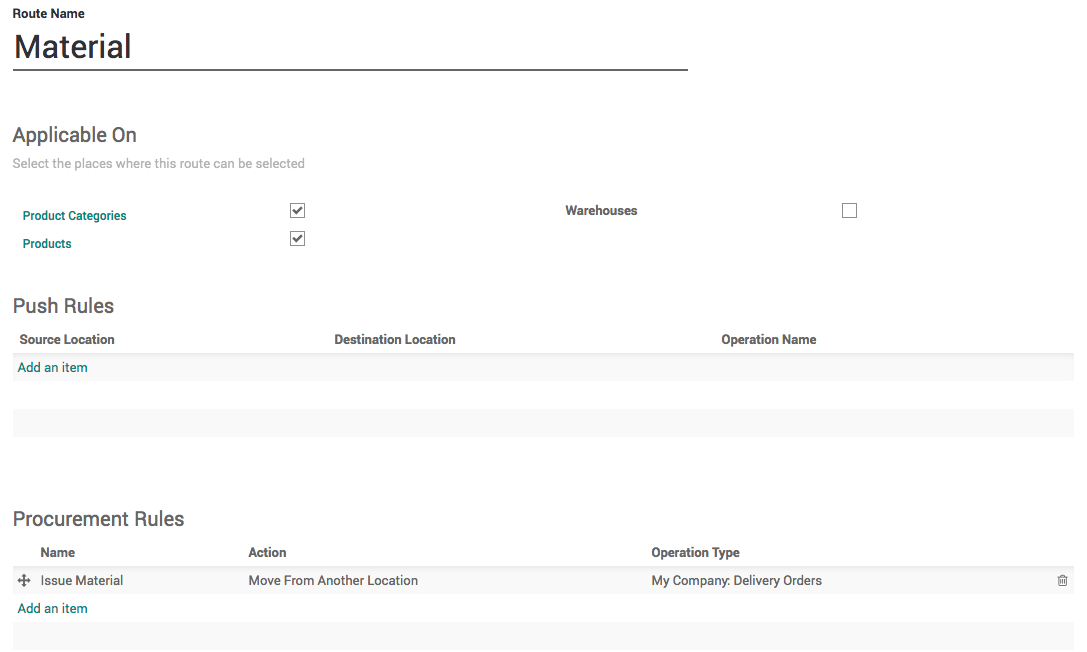 Route Name
Material
Applicable On
Select the places where this route can be selected
Product Categories
Warehouses
Products
Push Rules
Source Location Destination Location Operation Name
Add an item
Procurement Rules
Name Action Operation Type
Issue Material Move From Another Location My Company: Delivery Orders
Add an item